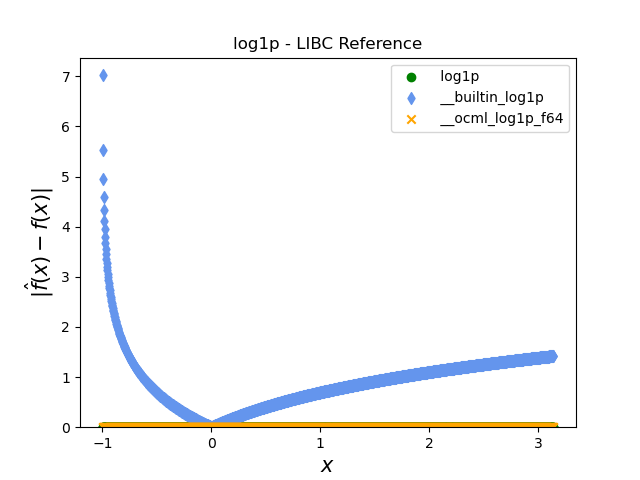 log1p - LIBC Reference
7
6
5
4
3
2
1
0
|f̂(x) − f(x)|
log1p
__builtin_log1p
__ocml_log1p_f64
−1 0 1 2 3
x